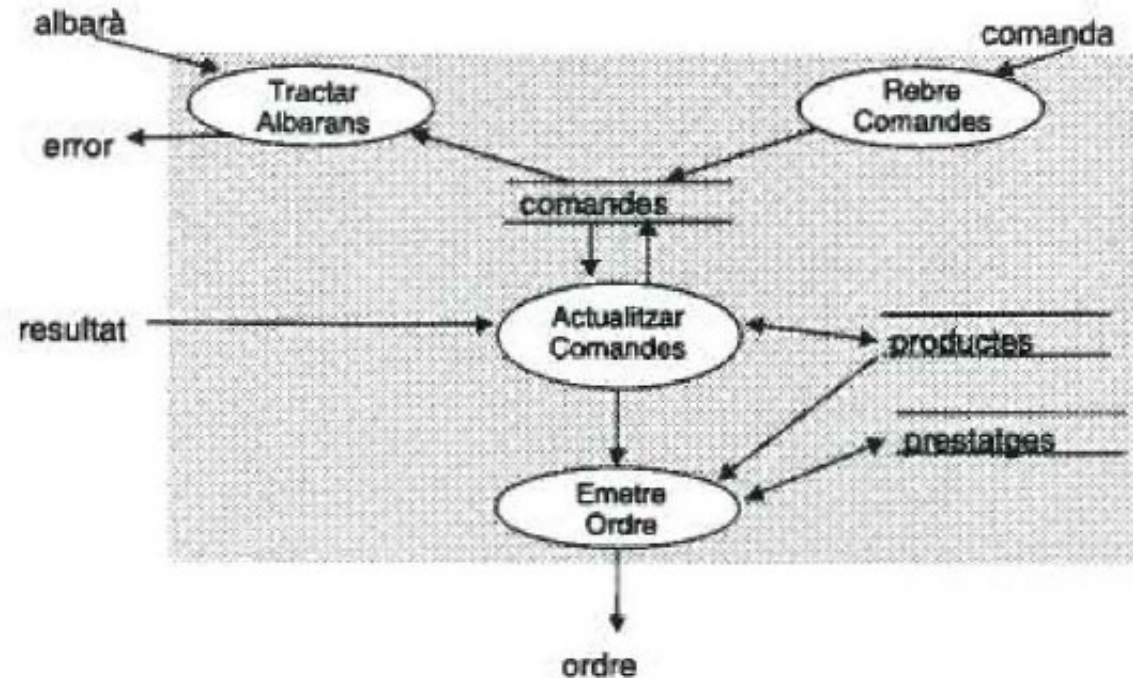 albarà
comanda
Tractar
Albarans
Rebre
Comandes
error
comandes
resultat
Actualitzar
Comandes
productes
prestatges
Emetre
Ordre
ordre